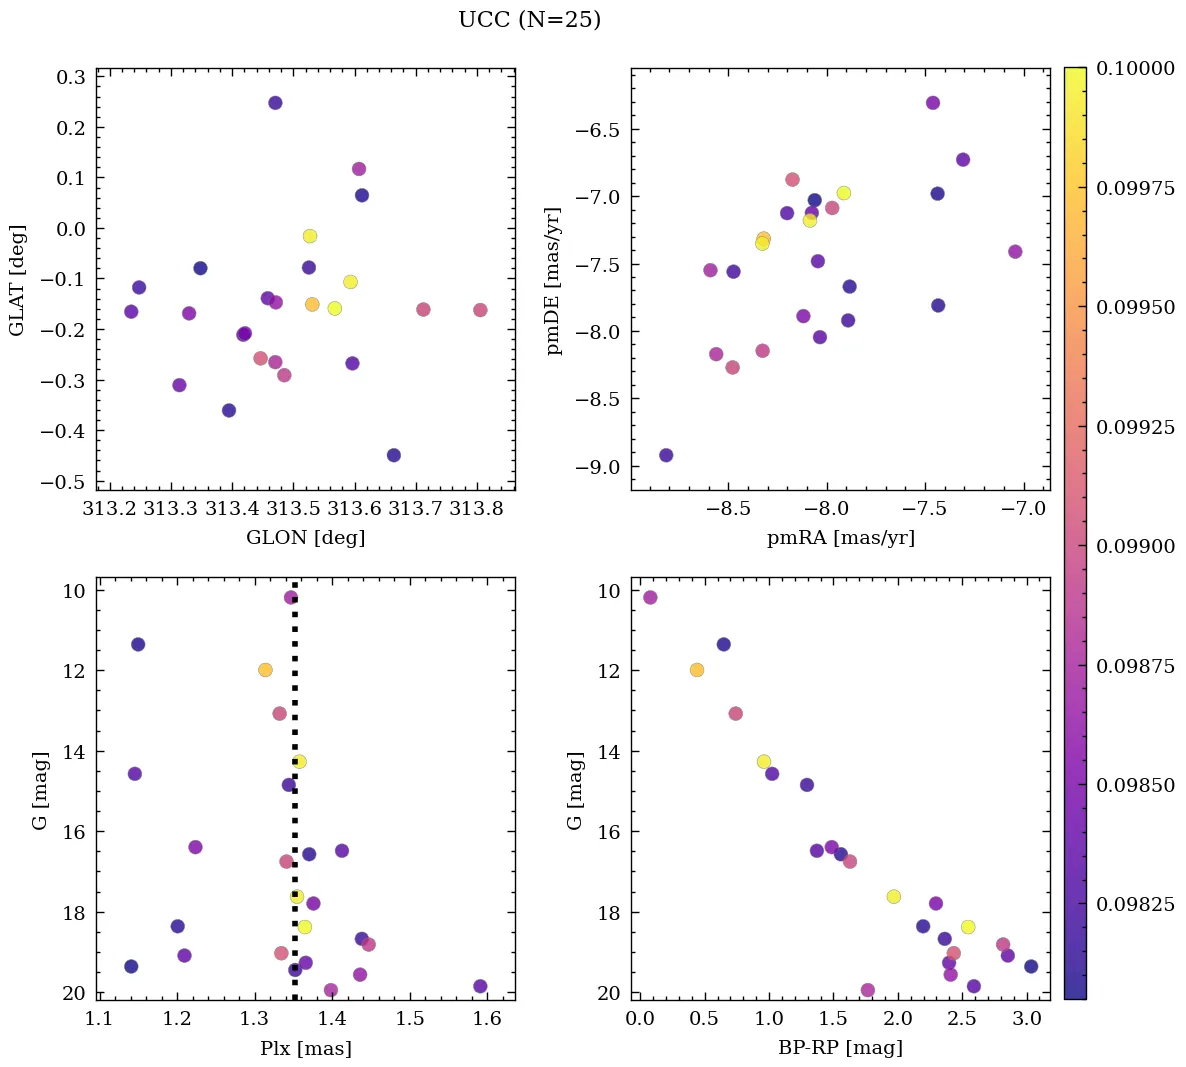 UCC (N=25)
0.3
0.2
0.1
0.0
−0.1
−0.2
−0.3
−0.4
−0.5
GLAT [deg]
313.2 313.3 313.4 313.5 313.6 313.7 313.8
GLON [deg]
−6.5
−7.0
−7.5
−8.0
−8.5
−9.0
pmDE [mas/yr]
−8.5 −8.0 −7.5 −7.0
pmRA [mas/yr]
10
12
14
16
18
20
G [mag]
1.1 1.2 1.3 1.4 1.5 1.6
Plx [mas]
10
12
14
16
18
20
G [mag]
0.0 0.5 1.0 1.5 2.0 2.5 3.0
BP-RP [mag]
0.10000
0.09975
0.09950
0.09925
0.09900
0.09875
0.09850
0.09825